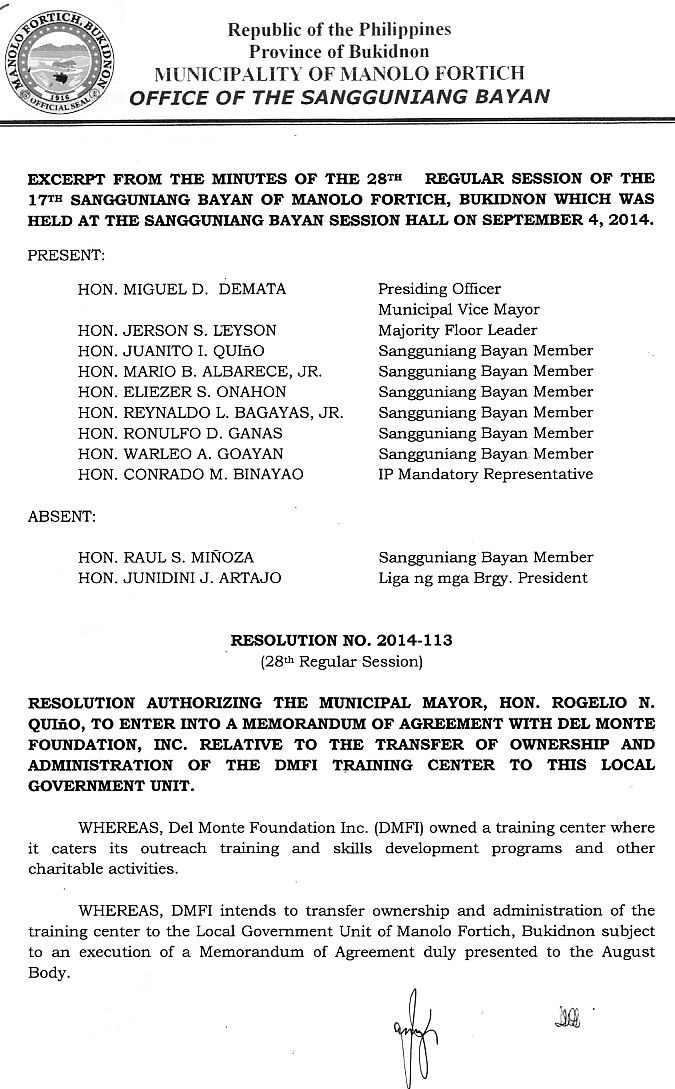 Republic of the Philippines
Province of Bukidnon
MUNICIPALITY OF MANOLO FORTICH
OFFICE OF THE SANGGUNIANG BAYAN
MANOLO FORTICH, BUKIDNON
1916
OFFICIAL SEAL
EXCERPT FROM THE MINUTES OF THE 28TH REGULAR SESSION OF THE
17TH SANGGUNIANG BAYAN OF MANOLO FORTICH, BUKIDNON WHICH WAS
HELD AT THE SANGGUNIANG BAYAN SESSION HALL ON SEPTEMBER 4, 2014.
PRESENT:
HON. MIGUEL D. DEMATA Presiding Officer
Municipal Vice Mayor
HON. JERSON S. LEYSON Majority Floor Leader
HON. JUANITO I. QUIñO Sangguniang Bayan Member
HON. MARIO B. ALBARECE, JR. Sangguniang Bayan Member
HON. ELIEZER S. ONAHON Sangguniang Bayan Member
HON. REYNALDO L. BAGAYAS, JR. Sangguniang Bayan Member
HON. RONULFO D. GANAS Sangguniang Bayan Member
HON. WARLEO A. GOAYAN Sangguniang Bayan Member
HON. CONRADO M. BINAYAO IP Mandatory Representative
ABSENT:
HON. RAUL S. MIÑOZA Sangguniang Bayan Member
HON. JUNIDINI J. ARTAJO Liga ng mga Brgy. President
RESOLUTION NO. 2014-113
(28th Regular Session)
RESOLUTION AUTHORIZING THE MUNICIPAL MAYOR, HON. ROGELIO N.
QUIñO, TO ENTER INTO A MEMORANDUM OF AGREEMENT WITH DEL MONTE
FOUNDATION, INC. RELATIVE TO THE TRANSFER OF OWNERSHIP AND
ADMINISTRATION OF THE DMFI TRAINING CENTER TO THIS LOCAL
GOVERNMENT UNIT.
WHEREAS, Del Monte Foundation Inc. (DMFI) owned a training center where
it caters its outreach training and skills development programs and other
charitable activities.
WHEREAS, DMFI intends to transfer ownership and administration of the
training center to the Local Government Unit of Manolo Fortich, Bukidnon subject
to an execution of a Memorandum of Agreement duly presented to the August
Body.